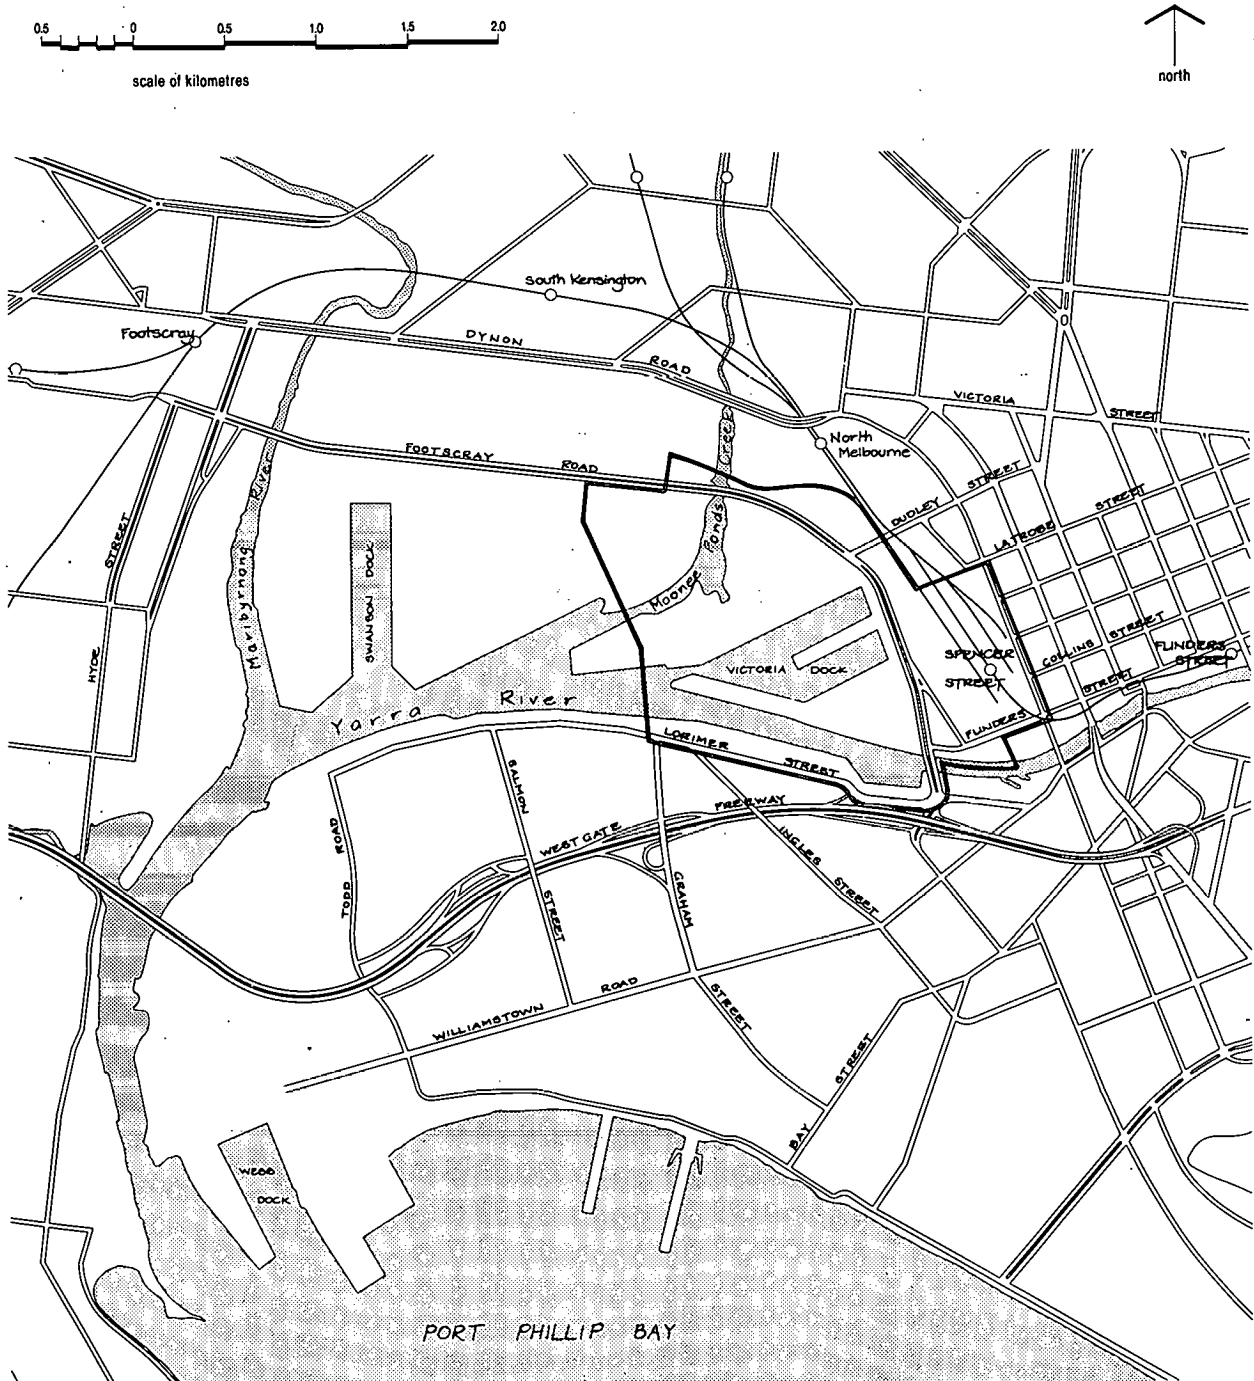 0.5 0 0.5 1.0 1.5 2.0
scale of kilometres
north
South Kensington
Footscray
DYNON
ROAD
VICTORIA
STREET
North
Melbourne
FOOTSCRAY
ROAD
Moonee
Ponds
Creek
DUDLEY
STREET
LATROBE
STREET
Maribyrnong
River
STREET
HYDE
SWANSON DOCK
VICTORIA
DOCK
SPENCER
STREET
COLLINS
STREET
FLINDERS
STREET
FLINDERS
STREET
Yarra
River
LORIMER
STREET
SALMON
STREET
TODD
ROAD
WEST GATE
FREEWAY
INGLES
STREET
GRAHAM
STREET
WILLIAMSTOWN
ROAD
BAY
STREET
WEBB
DOCK
PORT PHILLIP BAY